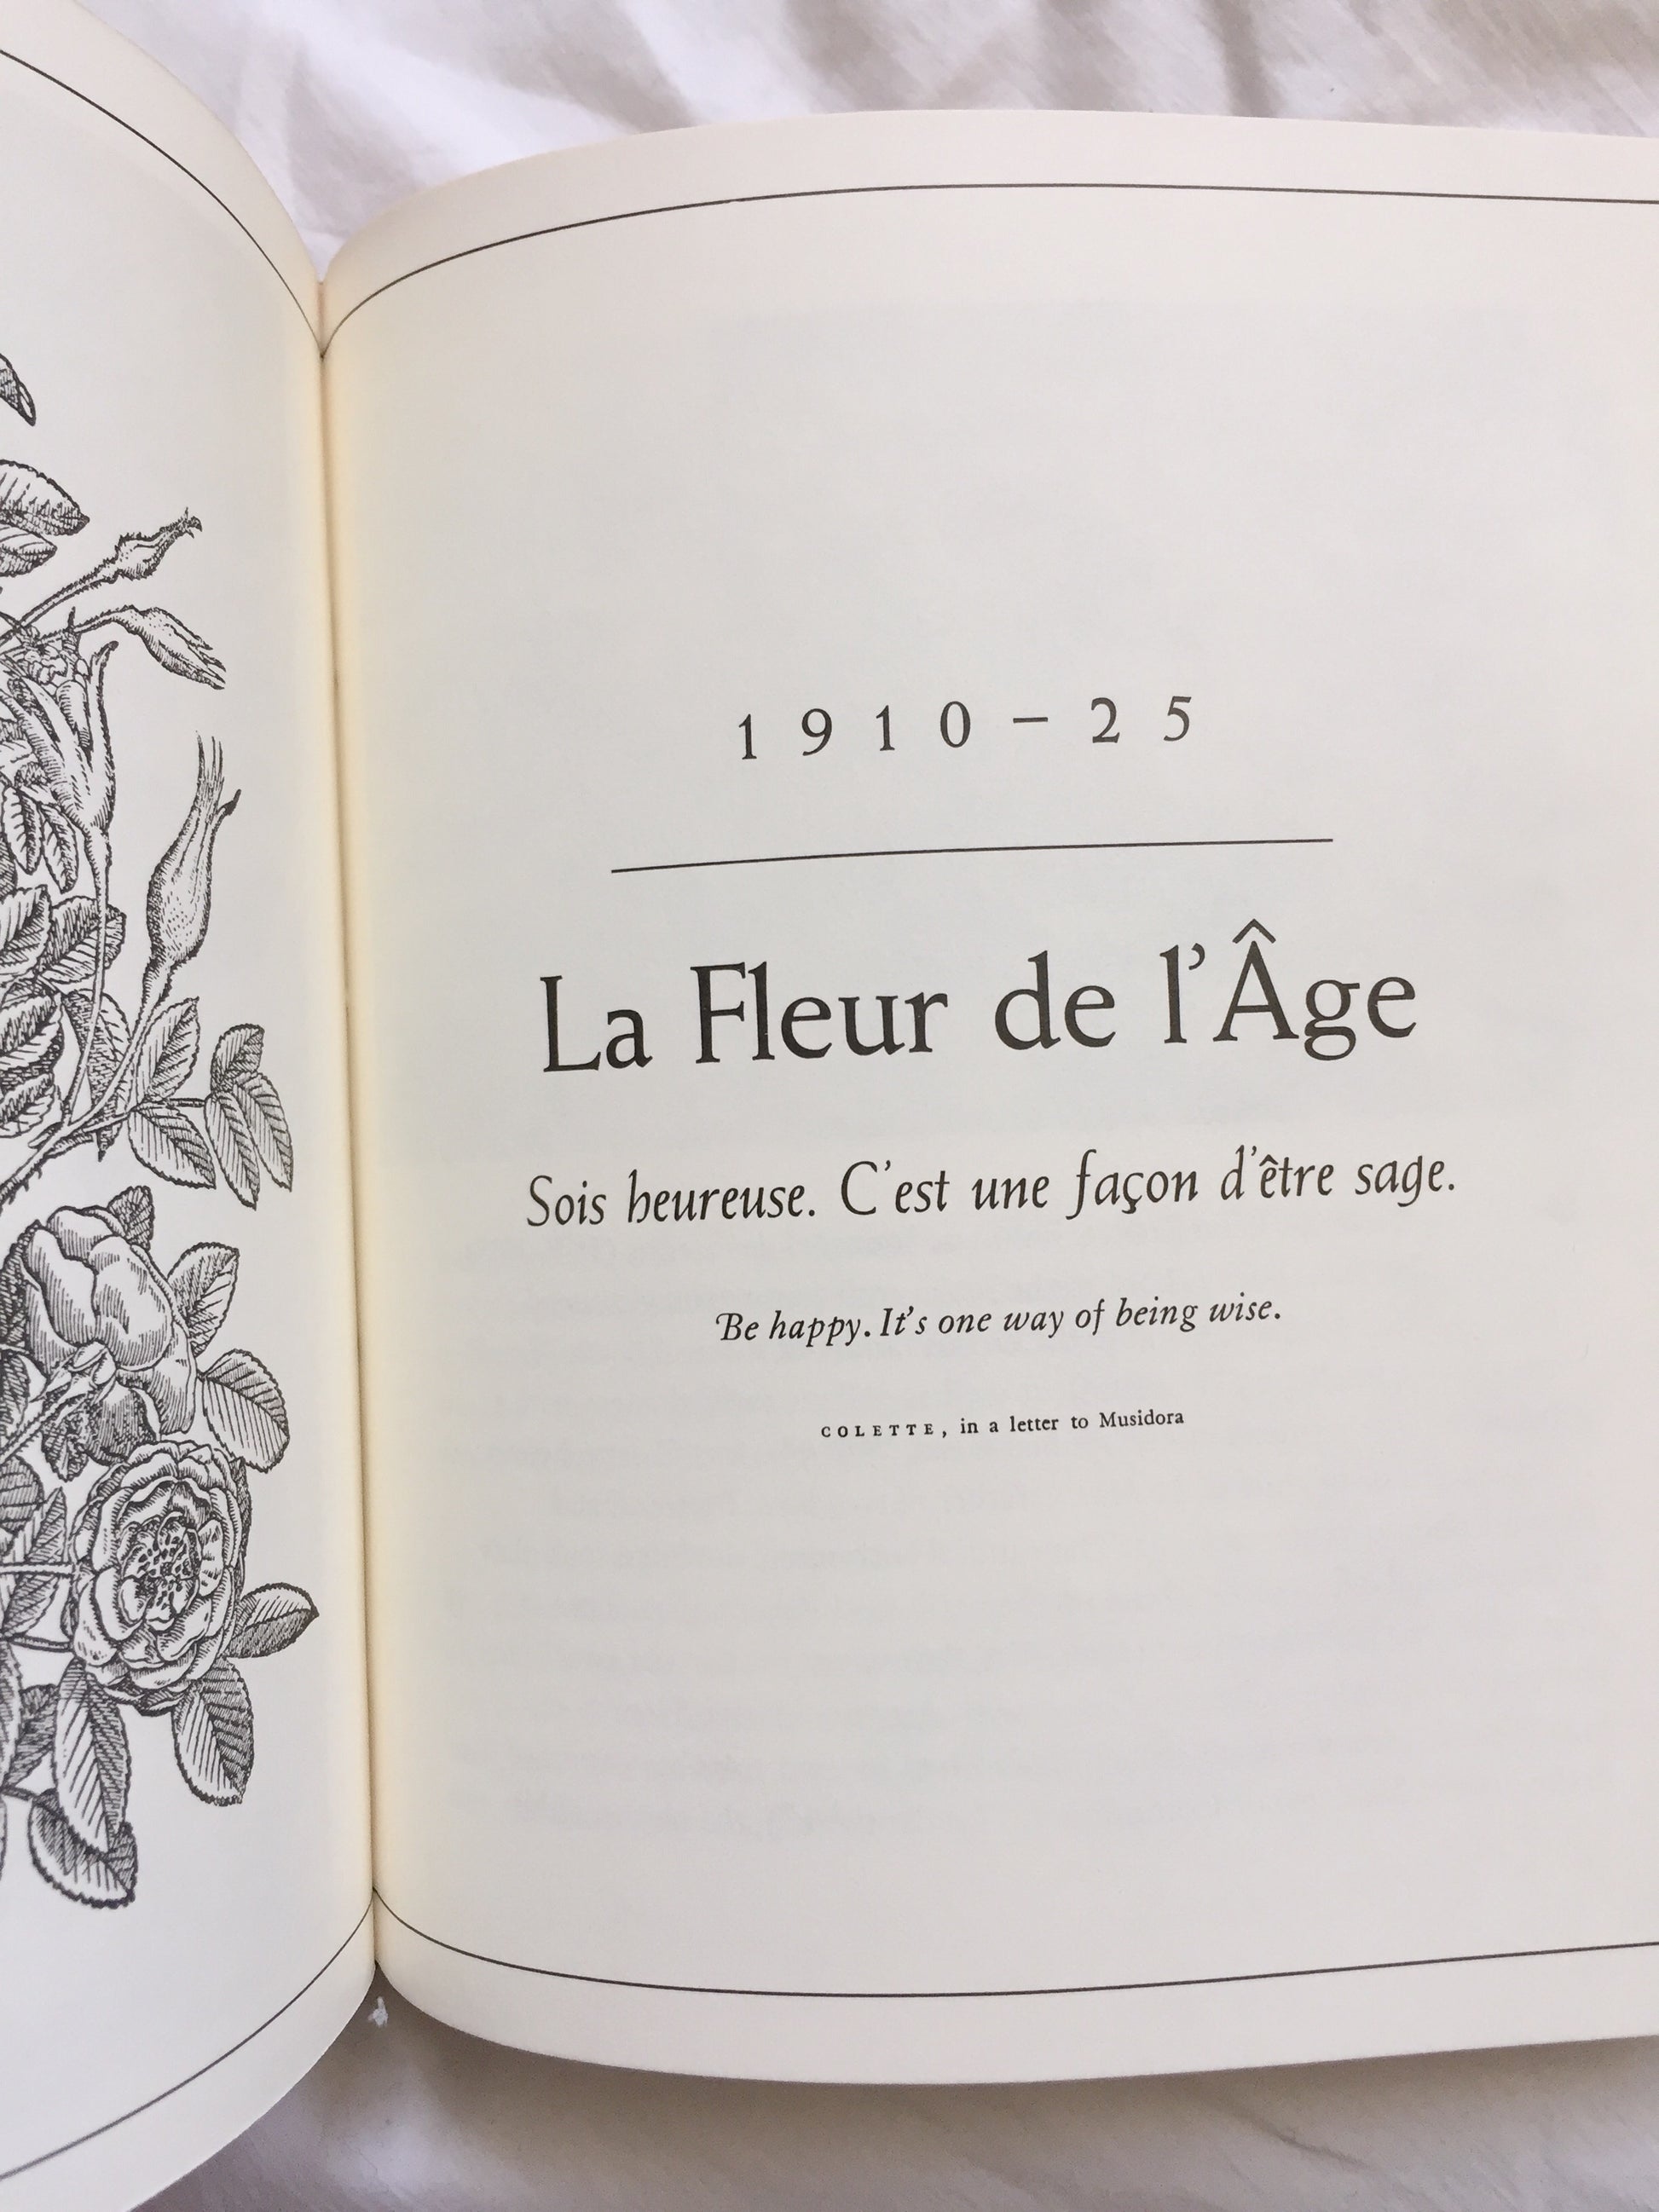 1910–25
La Fleur de l’Âge
Sois heureuse. C’est une façon d’être sage.
Be happy. It’s one way of being wise.
COLETTE, in a letter to Musidora